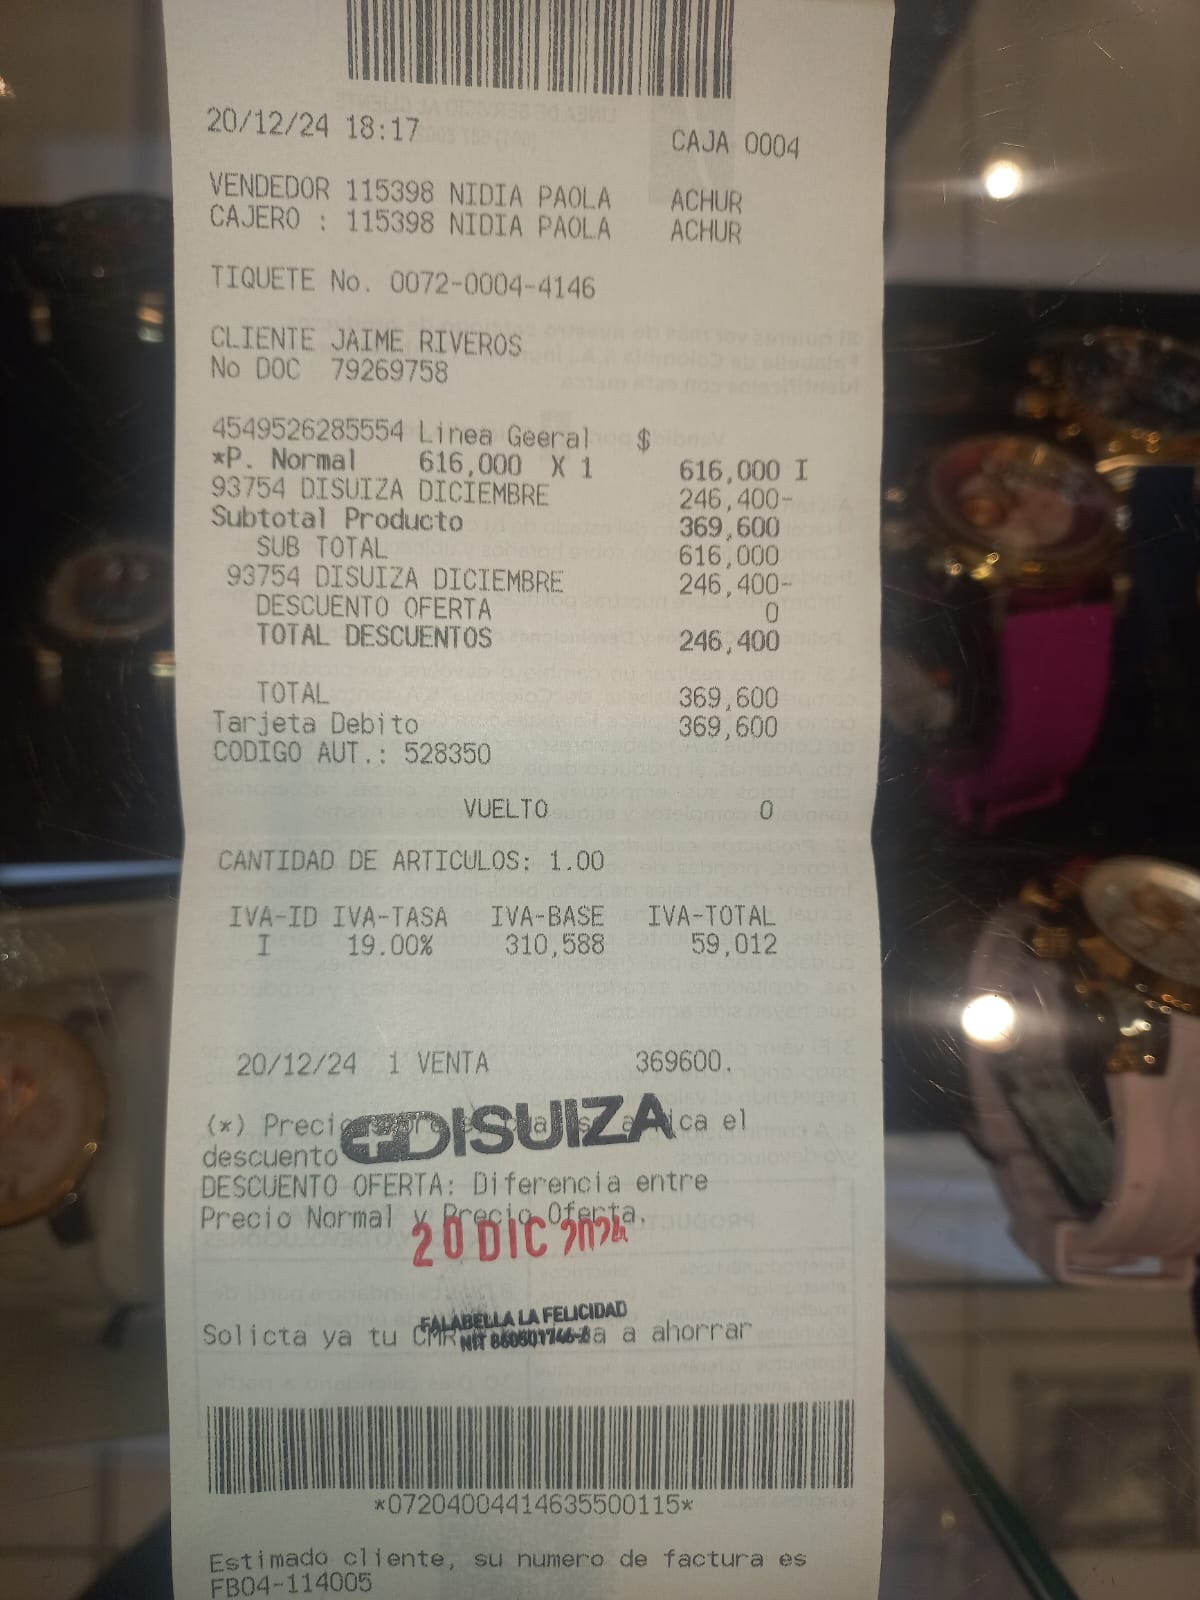 20/12/24 18:17 CAJA 0004
VENDEDOR 115398 NIDIA PAOLA ACHUR
CAJERO : 115398 NIDIA PAOLA ACHUR
TIQUETE No. 0072-0004-4146
CLIENTE JAIME RIVEROS
No DOC 79269758
4549526285554 Linea Geeral $
*P. Normal 616,000 X 1 616,000 I
93754 DISUIZA DICIEMBRE 246,400-
Subtotal Producto 369,600
SUB TOTAL 616,000
93754 DISUIZA DICIEMBRE 246,400-
DESCUENTO OFERTA 0
TOTAL DESCUENTOS 246,400
TOTAL 369,600
Tarjeta Debito 369,600
CODIGO AUT.: 528350
VUELTO 0
CANTIDAD DE ARTICULOS: 1.00
IVA-ID IVA-TASA IVA-BASE IVA-TOTAL
I 19.00% 310,588 59,012
20/12/24 1 VENTA 369600.
(*) Precio el
DISUIZA
descuento
DESCUENTO OFERTA: Diferencia entre
Precio Normal y Precio Oferta.
20 DIC 2024
FALABELLA LA FELICIDAD
Solicta ya tu CMR a ahorrar
NIT
*07204004414635500115*
Estimado cliente, su numero de factura es
FB04-114005